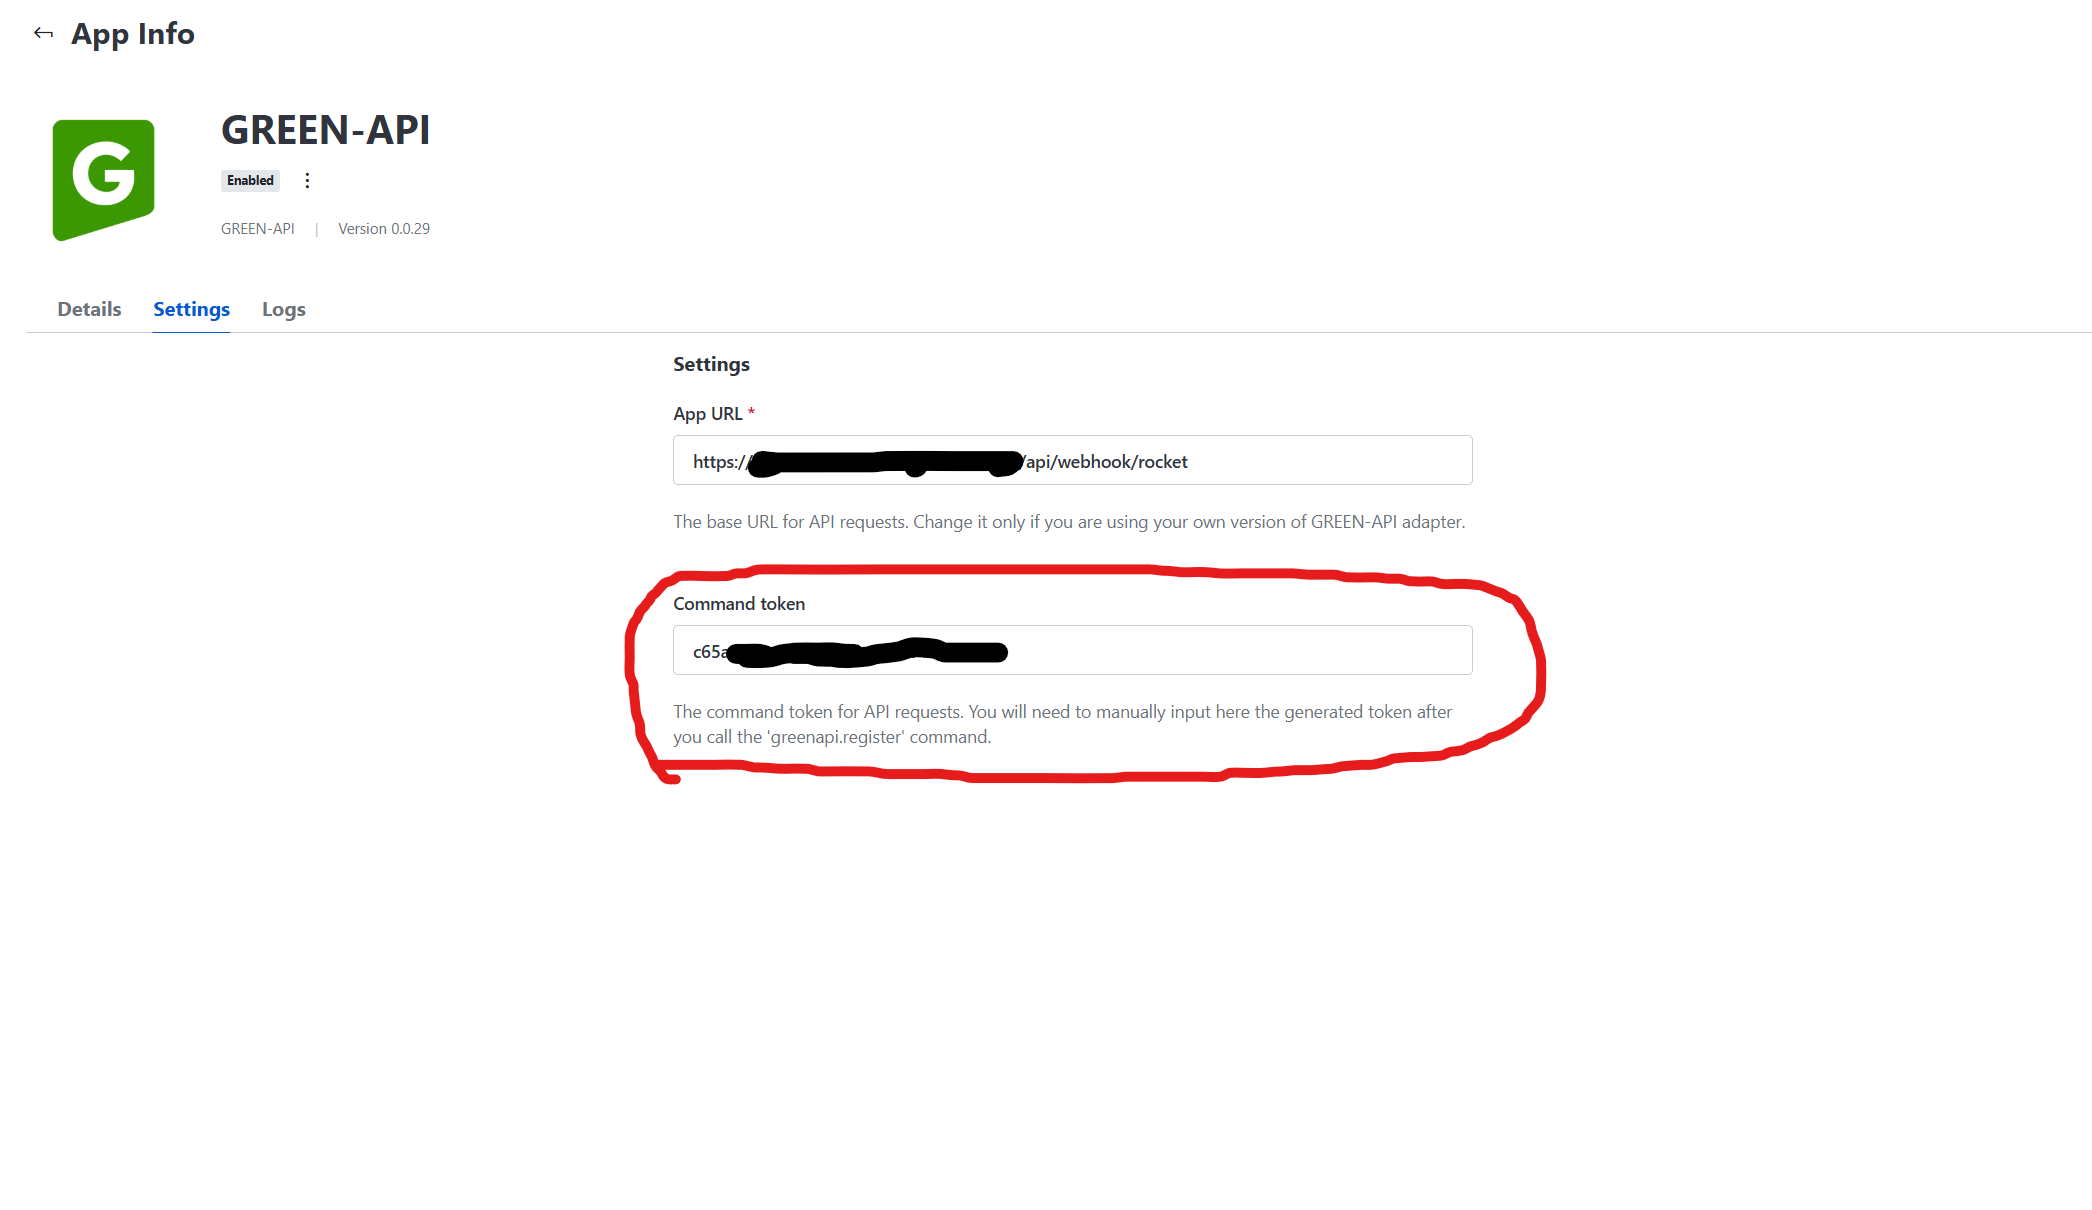 App Info
G
GREEN-API
Enabled
GREEN-API | Version 0.0.29
Details Settings Logs
Settings
App URL *
https:// /api/webhook/rocket
The base URL for API requests. Change it only if you are using your own version of GREEN-API adapter.
Command token
c65a
The command token for API requests. You will need to manually input here the generated token after
you call the 'greenapi.register' command.